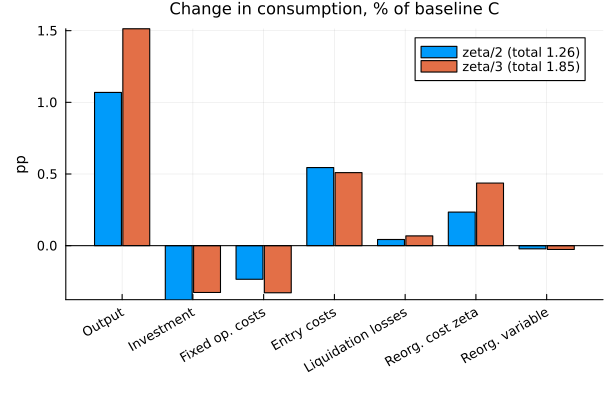 Change in consumption, % of baseline C
zeta/2 (total 1.26)
zeta/3 (total 1.85)
pp
1.5
1.0
0.5
0.0
Output
Investment
Fixed op. costs
Entry costs
Liquidation losses
Reorg. cost zeta
Reorg. variable